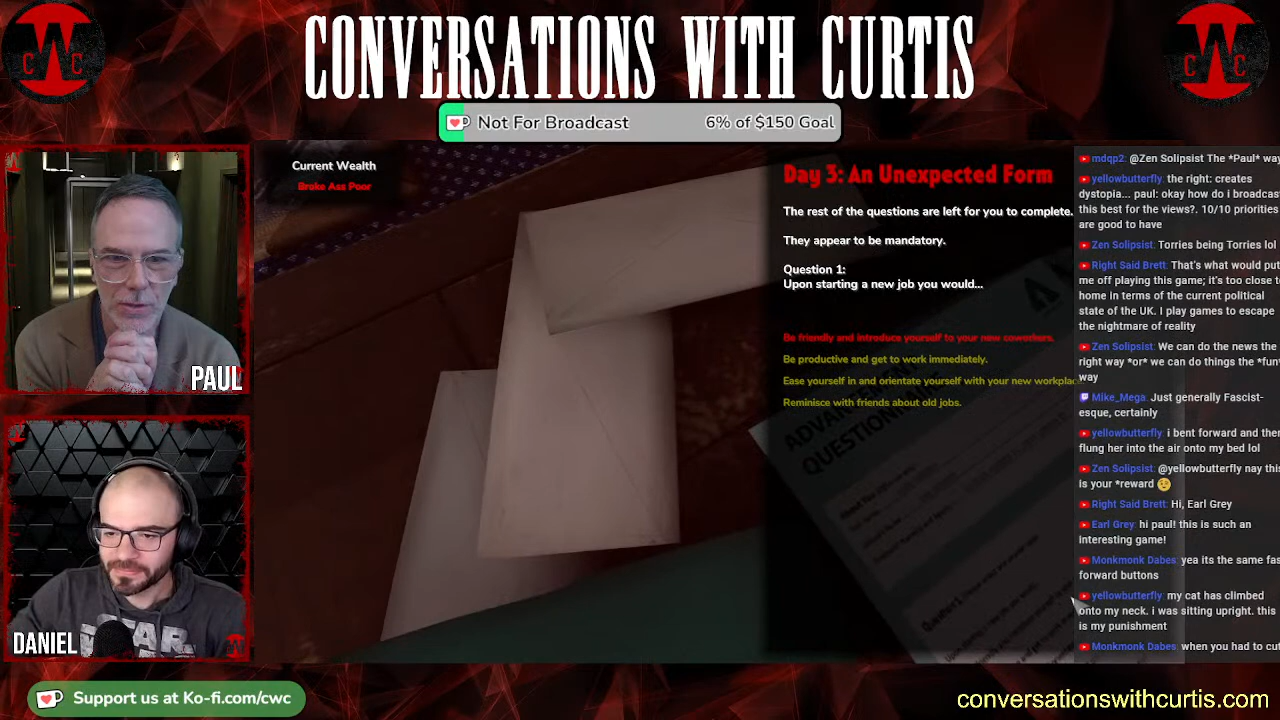 CONVERSATIONS WITH CURTIS
W
C C
W
C C
Not For Broadcast
6% of $150 Goal
Current Wealth
Broke Ass Poor
Day 3: An Unexpected Form
The rest of the questions are left for you to complete.
They appear to be mandatory.
Question 1:
Upon starting a new job you would...
Be friendly and introduce yourself to your new coworkers.
Be productive and get to work immediately.
Ease yourself in and orientate yourself with your new workplac
Reminisce with friends about old jobs.
PAUL
DANIEL
mdqp2: @Zen Solipsist The *Paul* way
yellowbutterfly: the right: creates
dystopia... paul: okay how do i broadcast
this best for the views?. 10/10 priorities
are good to have
Zen Solipsist: Torries being Torries lol
Right Said Brett: That's what would put
me off playing this game; it's too close to
home in terms of the current political
state of the UK. I play games to escape
the nightmare of reality
Zen Solipsist: We can do the news the
right way *or* we can do things the *fun*
way
MIke_Mega: Just generally Fascist-
esque, certainly
yellowbutterfly: i bent forward and then
flung her into the air onto my bed lol
Zen Solipsist: @yellowbutterfly nay this
is your *reward
Right Said Brett: Hi, Earl Grey
Earl Grey: hi paul! this is such an
interesting game!
Monkmonk Dabes: yea its the same fas
forward buttons
yellowbutterfly: my cat has climbed
onto my neck. i was sitting upright. this
is my punishment
Monkmonk Dabes: when you had to cut
Support us at Ko-fi.com/cwc
conversationswithcurtis.com